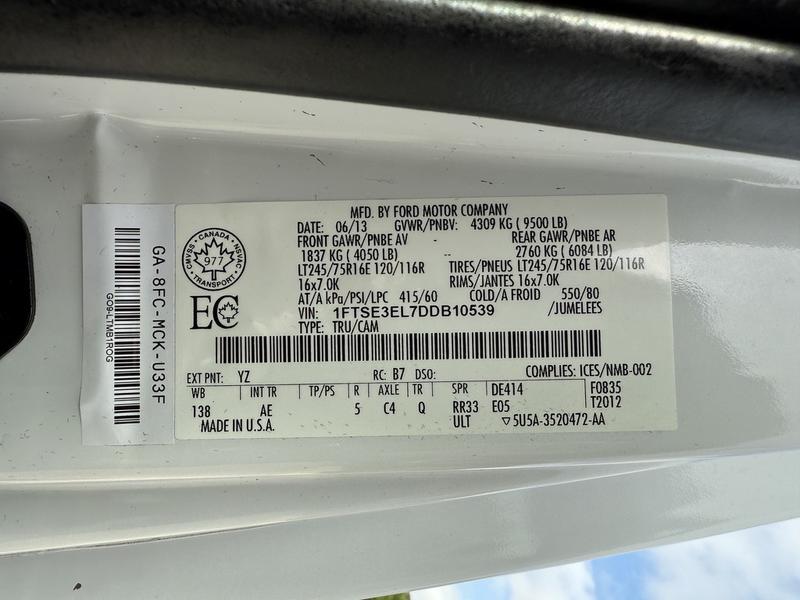 GA-8FC-MCK-U33F
GO9-LTMB1ROG
CMVSS · CANADA · NSVAC
977
TRANSPORT
EC
MFD. BY FORD MOTOR COMPANY
DATE: 06/13 GVWR/PNBV: 4309 KG ( 9500 LB)
FRONT GAWR/PNBE AV - REAR GAWR/PNBE AR
1837 KG ( 4050 LB) 2760 KG ( 6084 LB)
LT245/75R16E 120/116R TIRES/PNEUS LT245/75R16E 120/116R
16x7.0K RIMS/JANTES 16x7.0K
AT/A kPa/PSI/LPC 415/60 COLD/A FROID 550/80
VIN: 1FTSE3EL7DDB10539 /JUMELEES
TYPE: TRU/CAM
EXT PNT: YZ RC: B7 DSO: COMPLIES: ICES/NMB-002
WB INT TR TP/PS R AXLE TR SPR DE414 F0835
138 AE 5 C4 Q RR33 E05 T2012
MADE IN U.S.A. ULT ▽5U5A-3520472-AA